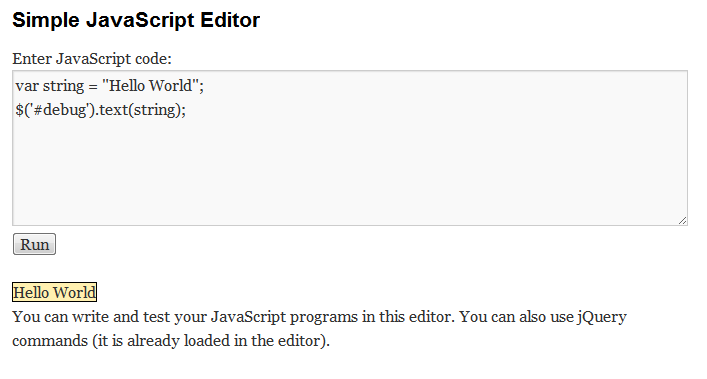 Simple JavaScript Editor
Enter JavaScript code:
var string = "Hello World";
$('#debug').text(string);
Run
Hello World
You can write and test your JavaScript programs in this editor. You can also use jQuery
commands (it is already loaded in the editor).